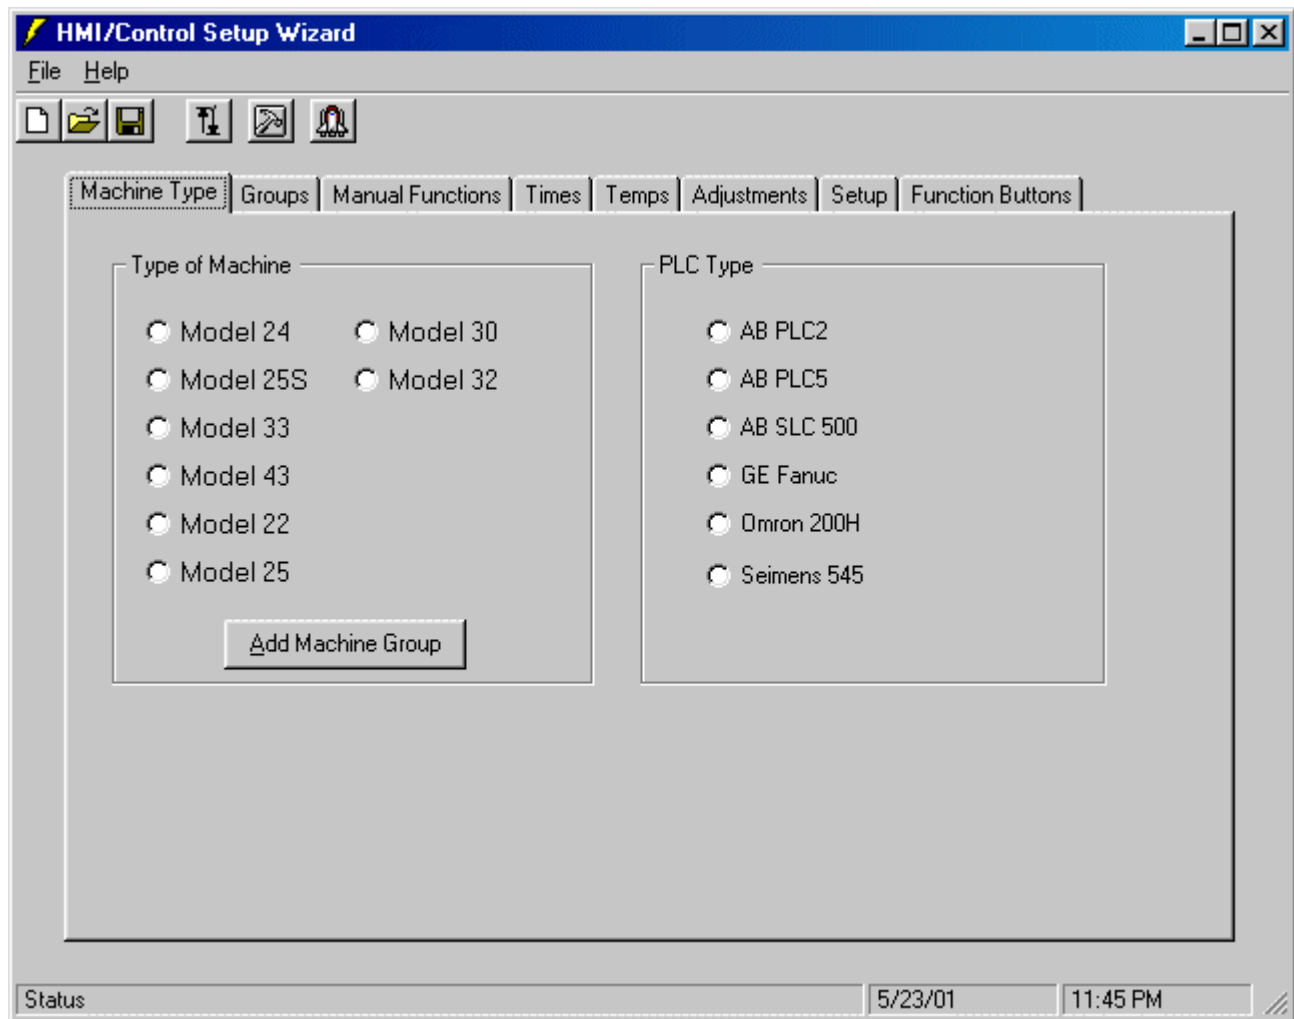 HMI/Control Setup Wizard
File Help
Machine Type Groups Manual Functions Times Temps Adjustments Setup Function Buttons
Type of Machine
Model 24 Model 30
Model 25S Model 32
Model 33
Model 43
Model 22
Model 25
Add Machine Group
PLC Type
AB PLC2
AB PLC5
AB SLC 500
GE Fanuc
Omron 200H
Seimens 545
Status 5/23/01 11:45 PM